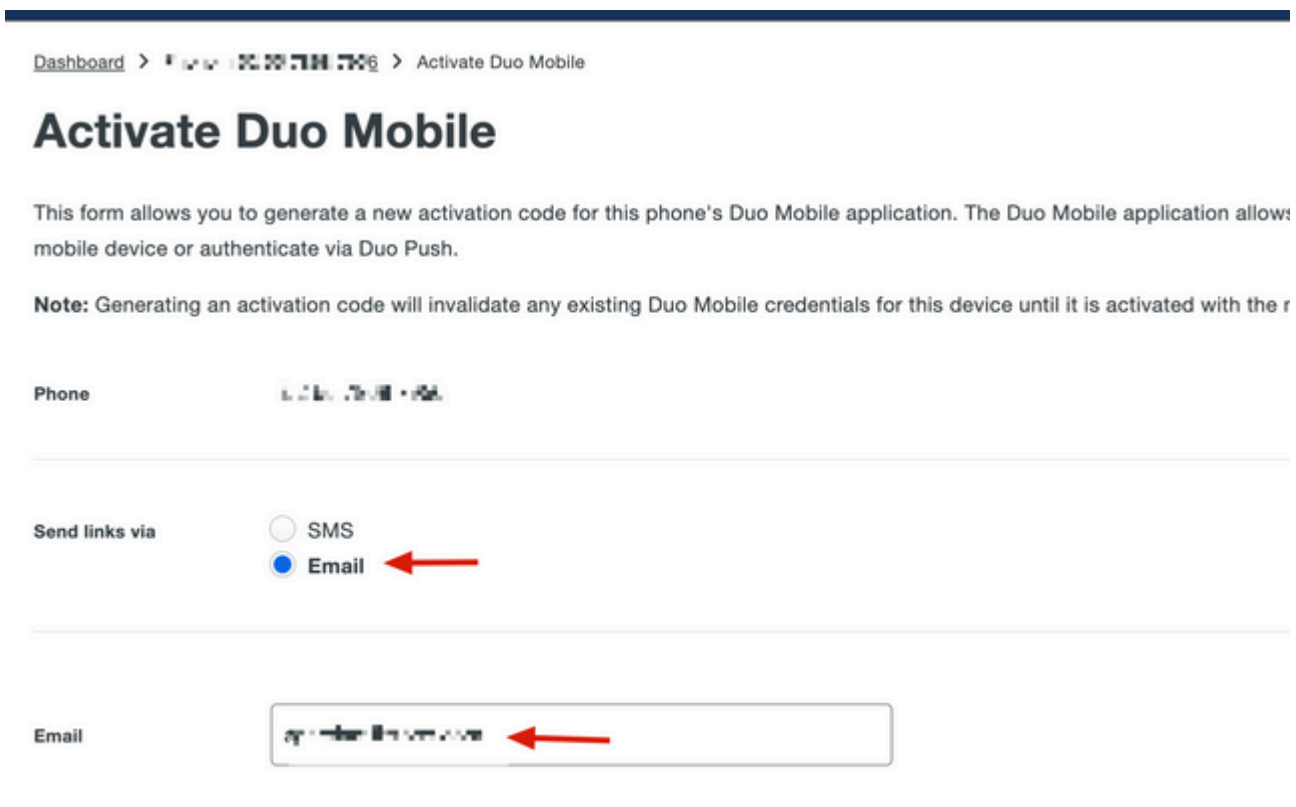 Dashboard > > Activate Duo Mobile
Activate Duo Mobile
This form allows you to generate a new activation code for this phone's Duo Mobile application. The Duo Mobile application allows
mobile device or authenticate via Duo Push.
Note: Generating an activation code will invalidate any existing Duo Mobile credentials for this device until it is activated with the
Phone
Send links via
SMS
Email
Email